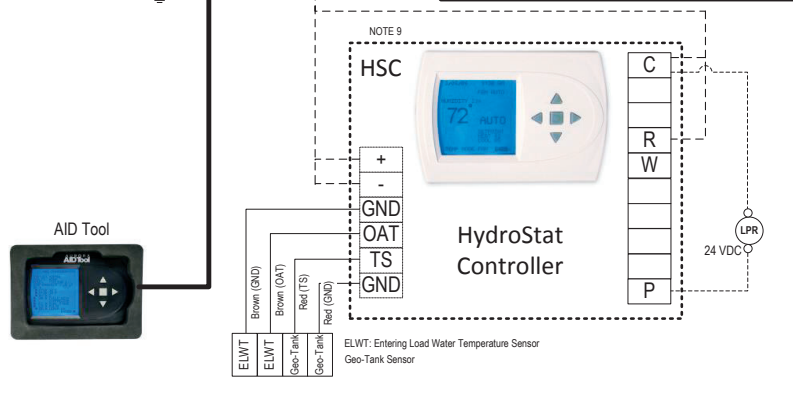 NOTE 9
HSC
72°
AUTO
C
R
W
P
+
-
GND
OAT
TS
GND
HydroStat
Controller
LPR
24 VDC
AID Tool
AID Tool
Brown (GND)
Brown (OAT)
Red (TS)
Red (GND)
ELWT
ELWT
Geo-Tank
Geo-Tank
ELWT: Entering Load Water Temperature Sensor
Geo-Tank Sensor